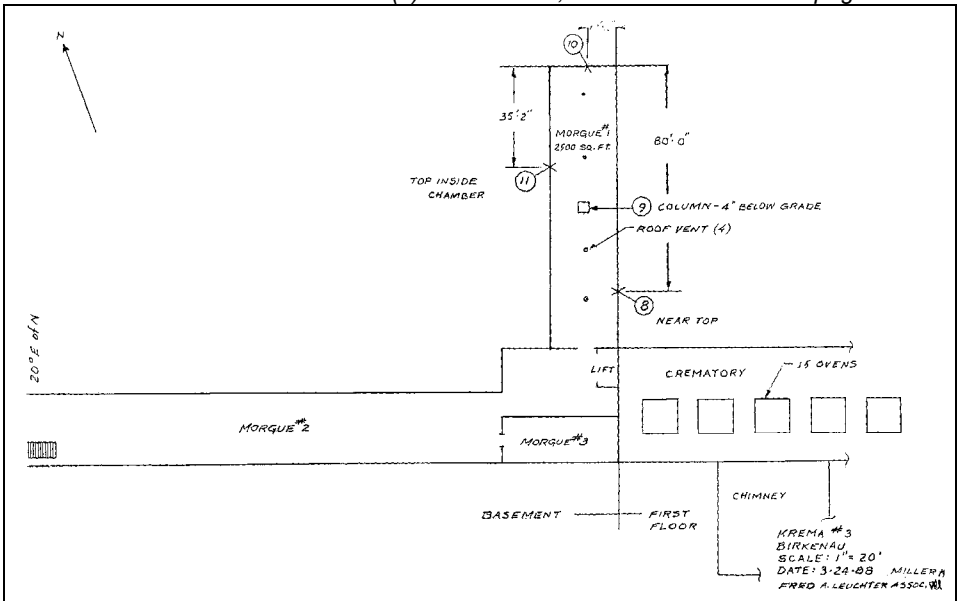 N
10
35'2"
MORGUE #1
2500 SQ. FT.
80'0"
TOP INSIDE
CHAMBER
11
9 COLUMN - 4" BELOW GRADE
ROOF VENT (4)
8
NEAR TOP
20° E of N
LIFT
CREMATORY
15 OVENS
MORGUE #2
MORGUE #3
CHIMNEY
BASEMENT
FIRST
FLOOR
KREMA #3
BIRKENAU
SCALE: 1" = 20'
DATE: 3-24-88 MILLER
FRED A. LEUCHTER ASSOC.